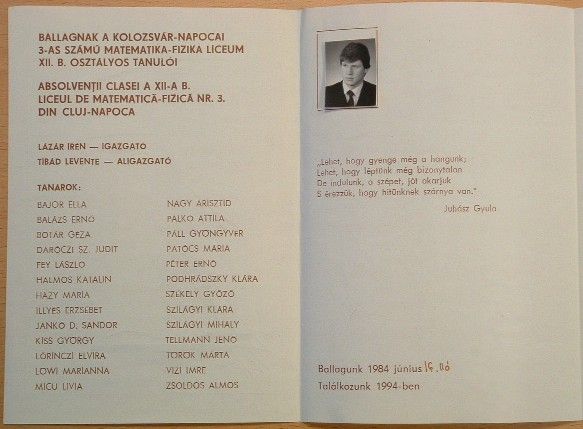 BALLAGNAK A KOLOZSVÁR-NAPOCAI
3-AS SZÁMÚ MATEMATIKA-FIZIKA LICEUM
XII. B. OSZTÁLYOS TANULÓI
ABSOLVENȚII CLASEI A XII-A B.
LICEUL DE MATEMATICĂ-FIZICĂ NR. 3.
DIN CLUJ-NAPOCA
LÁZÁR IREN — IGAZGATÓ
TIBÁD LEVENTE — ALIGAZGATÓ
TANÁROK:
BAJOR ELLA
BALÁZS ERNŐ
BOTÁR GÉZA
DARÓCZI SZ. JUDIT
FEY LÁSZLÓ
HALMOS KATALIN
HÁZY MÁRIA
ILLYES ERZSÉBET
JANKÓ D. SÁNDOR
KISS GYÖRGY
LŐRINCZI ELVIRA
LÖWI MARIANNA
MICU LIVIA
NAGY ARISZTID
PALKÓ ATTILA
PÁLL GYÖNGYVÉR
PATÓCS MÁRIA
PÉTER ERNŐ
PODHRÁDSZKY KLÁRA
SZÉKELY GYŐZŐ
SZILÁGYI KLÁRA
SZILÁGYI MIHÁLY
TELLMANN JENŐ
TÖRÖK MÁRTA
VIZI IMRE
ZSOLDOS ÁLMOS
„Lehet, hogy gyenge még a hangunk;
Lehet, hogy léptünk még bizonytalan
De indulunk, a szépet, jót akarjuk
S érezzük, hogy hitünknek szárnya van."
Juhász Gyula
Ballagunk 1984 június
Találkozunk 1994-ben